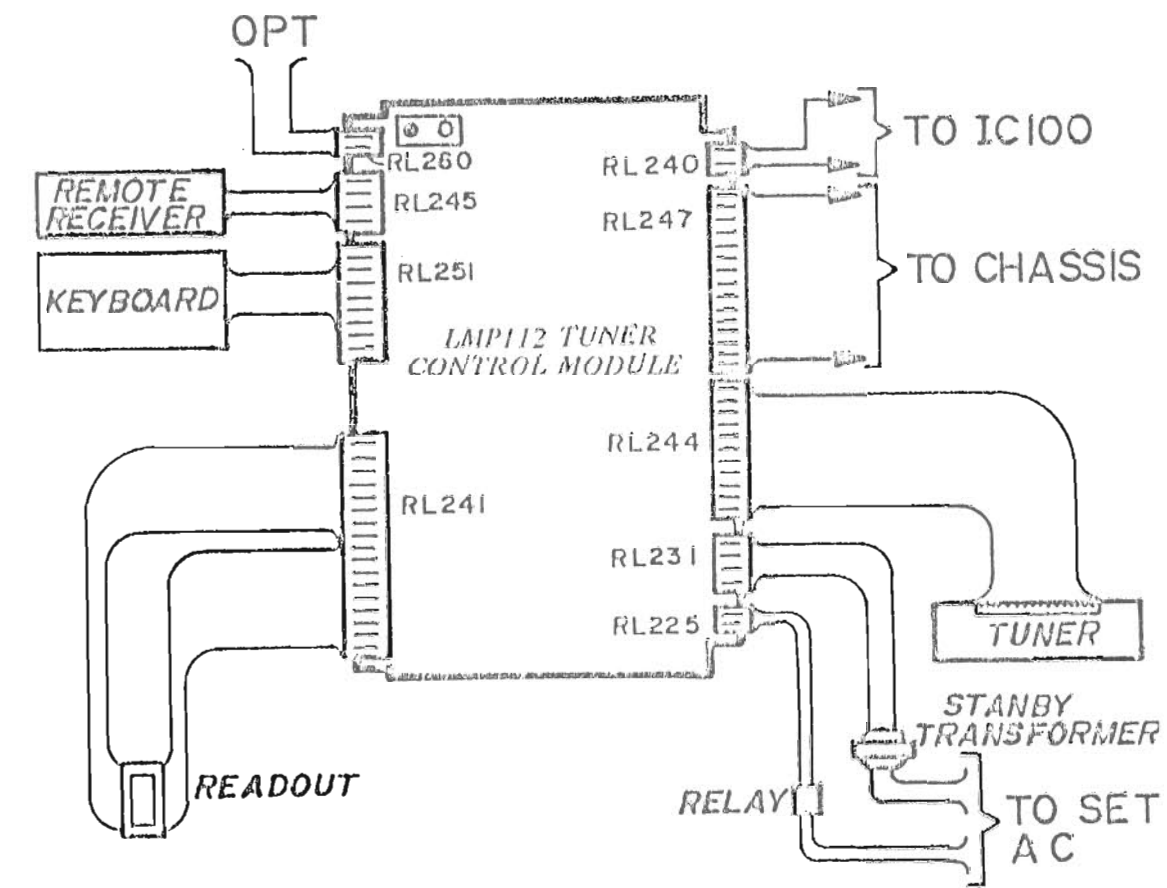 OPT
RL260
RL240
TO IC100
REMOTE
RECEIVER
RL245
RL247
KEYBOARD
RL251
TO CHASSIS
LMP112 TUNER
CONTROL MODULE
RL244
RL241
RL231
RL225
TUNER
STANBY
TRANSFORMER
READOUT
RELAY
TO SET
AC